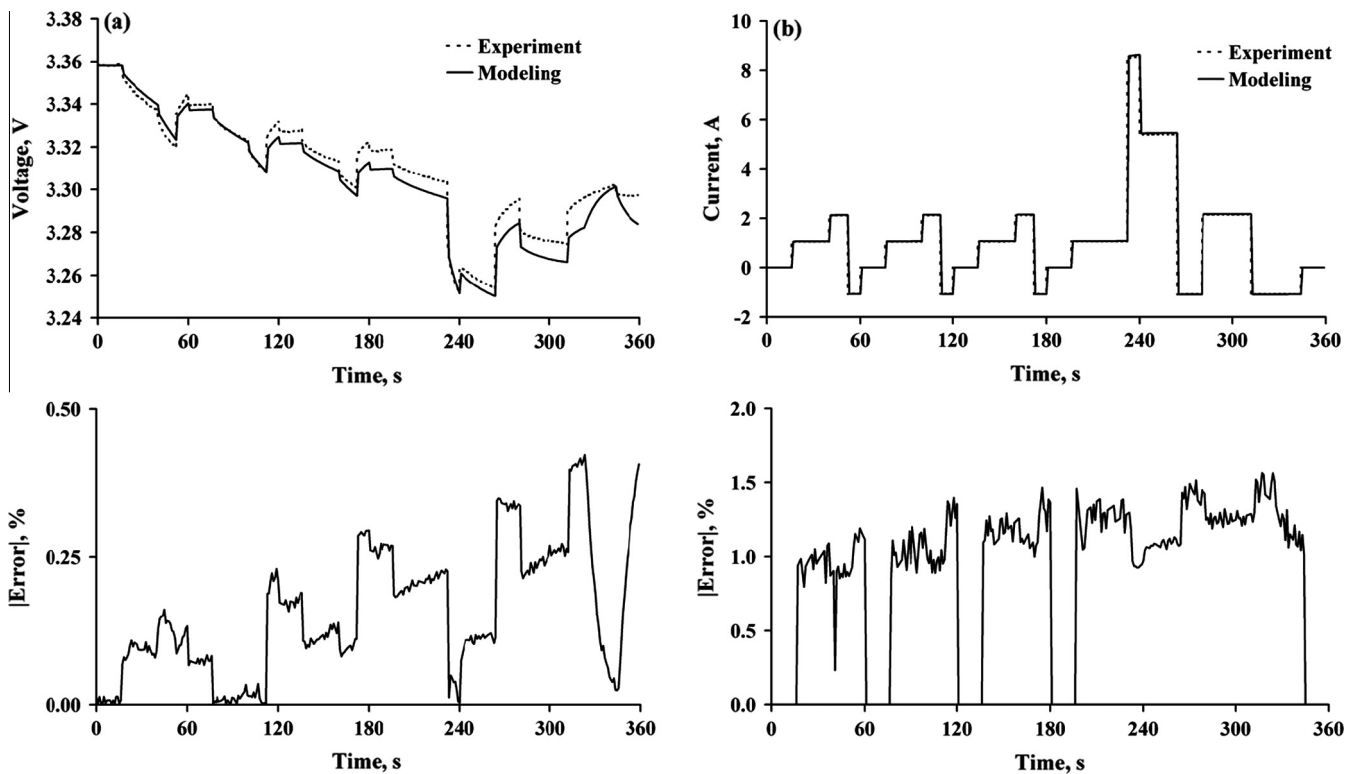 (a)
3.38
3.36
3.34
3.32
3.30
3.28
3.26
3.24
Voltage, V
Experiment
Modeling
0 60 120 180 240 300 360
Time, s
(b)
10
8
6
4
2
0
-2
Current, A
Experiment
Modeling
0 60 120 180 240 300 360
Time, s
0.50
0.25
0.00
|Error|, %
0 60 120 180 240 300 360
Time, s
2.0
1.5
1.0
0.5
0.0
|Error|, %
0 60 120 180 240 300 360
Time, s